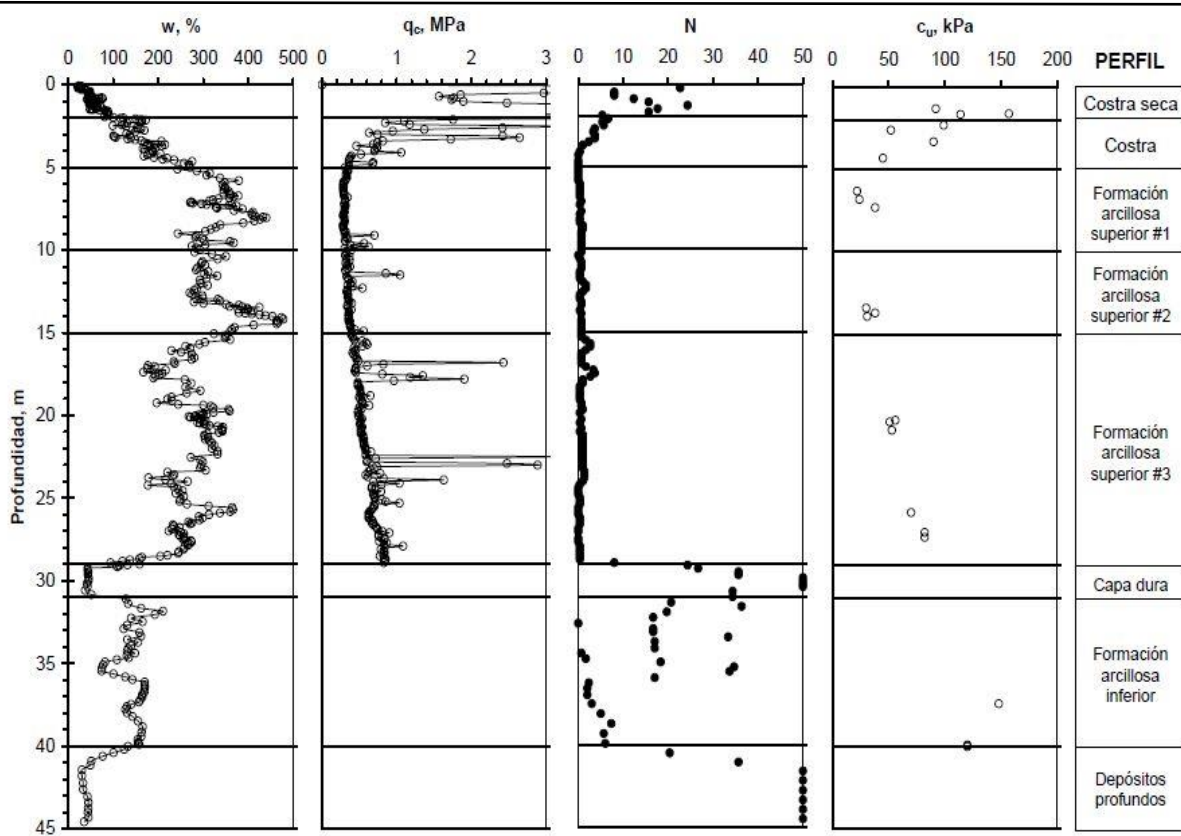 w, %
q_c, MPa
N
c_u, kPa
0 100 200 300 400 500
0 1 2 3
0 10 20 30 40 50
0 50 100 150 200
PERFIL
Profundidad, m
0
5
10
15
20
25
30
35
40
45
Costra seca
Costra
Formación
arcillosa
superior #1
Formación
arcillosa
superior #2
Formación
arcillosa
superior #3
Capa dura
Formación
arcillosa
inferior
Depósitos
profundos